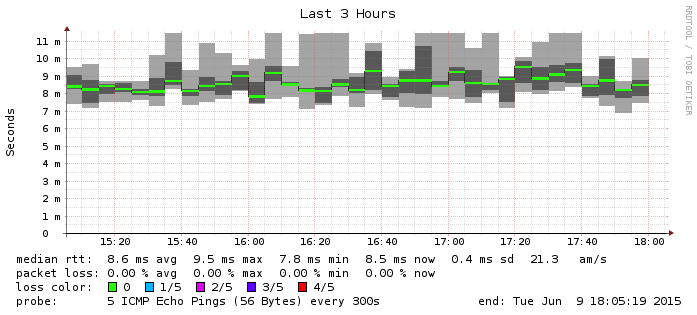 Last 3 Hours
RRDTOOL / TOBI OETIKER
Seconds
11 m
10 m
9 m
8 m
7 m
6 m
5 m
4 m
3 m
2 m
1 m
0
15:20 15:40 16:00 16:20 16:40 17:00 17:20 17:40 18:00
median rtt: 8.6 ms avg 9.5 ms max 7.8 ms min 8.5 ms now 0.4 ms sd 21.3 am/s
packet loss: 0.00 % avg 0.00 % max 0.00 % min 0.00 % now
loss color: 0 1/5 2/5 3/5 4/5
probe: 5 ICMP Echo Pings (56 Bytes) every 300s end: Tue Jun 9 18:05:19 2015